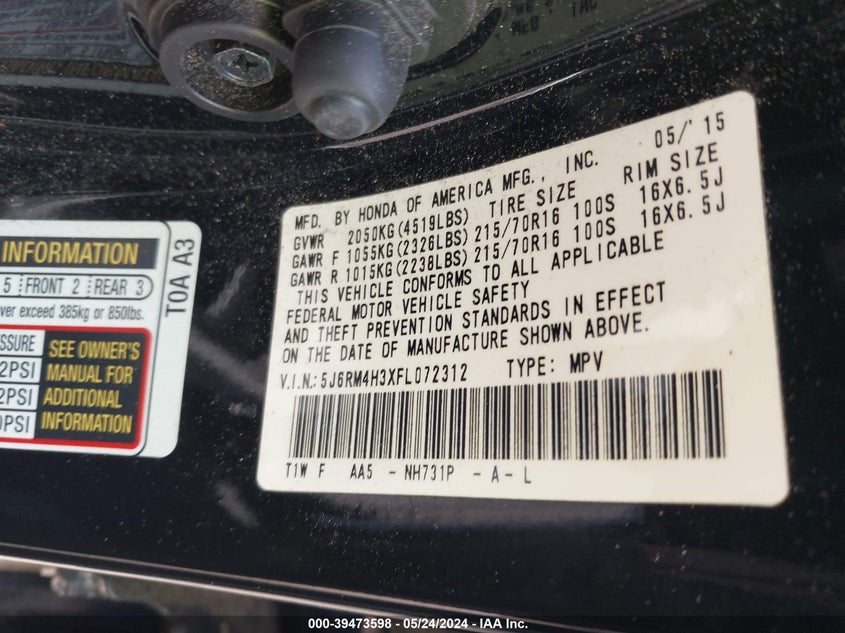 05/'15
MFD. BY HONDA OF AMERICA MFG., INC.
TIRE SIZE RIM SIZE
GVWR 2050KG(4519LBS)
GAWR F 1055KG(2326LBS) 215/70R16 100S 16X6.5J
GAWR R 1015KG(2238LBS) 215/70R16 100S 16X6.5J
THIS VEHICLE CONFORMS TO ALL APPLICABLE
FEDERAL MOTOR VEHICLE SAFETY
AND THEFT PREVENTION STANDARDS IN EFFECT
ON THE DATE OF MANUFACTURE SHOWN ABOVE.
V.I.N.:5J6RM4H3XFL072312 TYPE: MPV
T1W F AA5 - NH731P - A - L
INFORMATION
5 FRONT 2 REAR 3
ver exceed 385kg or 850lbs.
SSURE
2PSI
2PSI
0PSI
SEE OWNER'S
MANUAL FOR
ADDITIONAL
INFORMATION
T0A A3
000-39473598 - 05/24/2024 - IAA Inc.